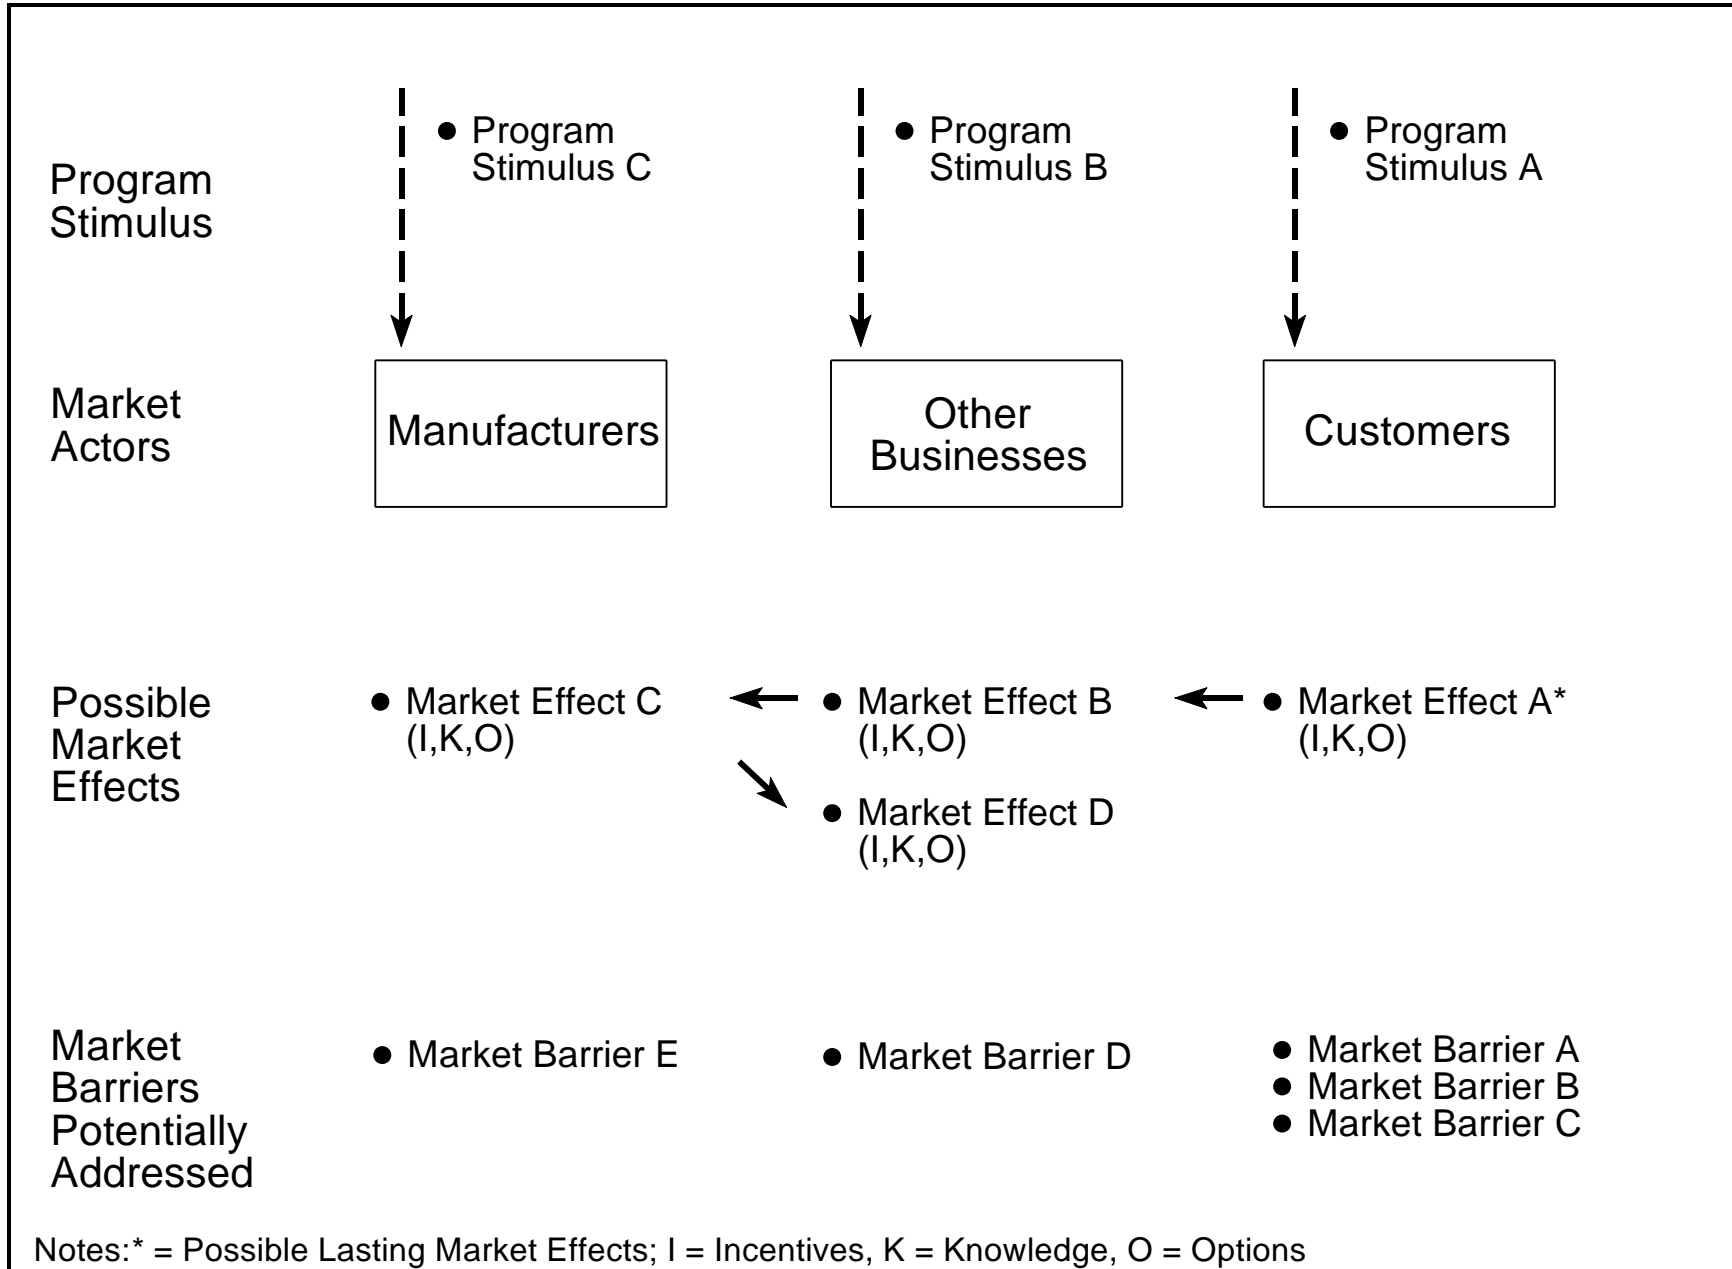 Program
Stimulus
● Program
Stimulus C
● Program
Stimulus B
● Program
Stimulus A
Market
Actors
Manufacturers
Other
Businesses
Customers
Possible
Market
Effects
● Market Effect C
(I,K,O)
● Market Effect B
(I,K,O)
● Market Effect D
(I,K,O)
● Market Effect A*
(I,K,O)
Market
Barriers
Potentially
Addressed
● Market Barrier E
● Market Barrier D
● Market Barrier A
● Market Barrier B
● Market Barrier C
Notes:* = Possible Lasting Market Effects; I = Incentives, K = Knowledge, O = Options